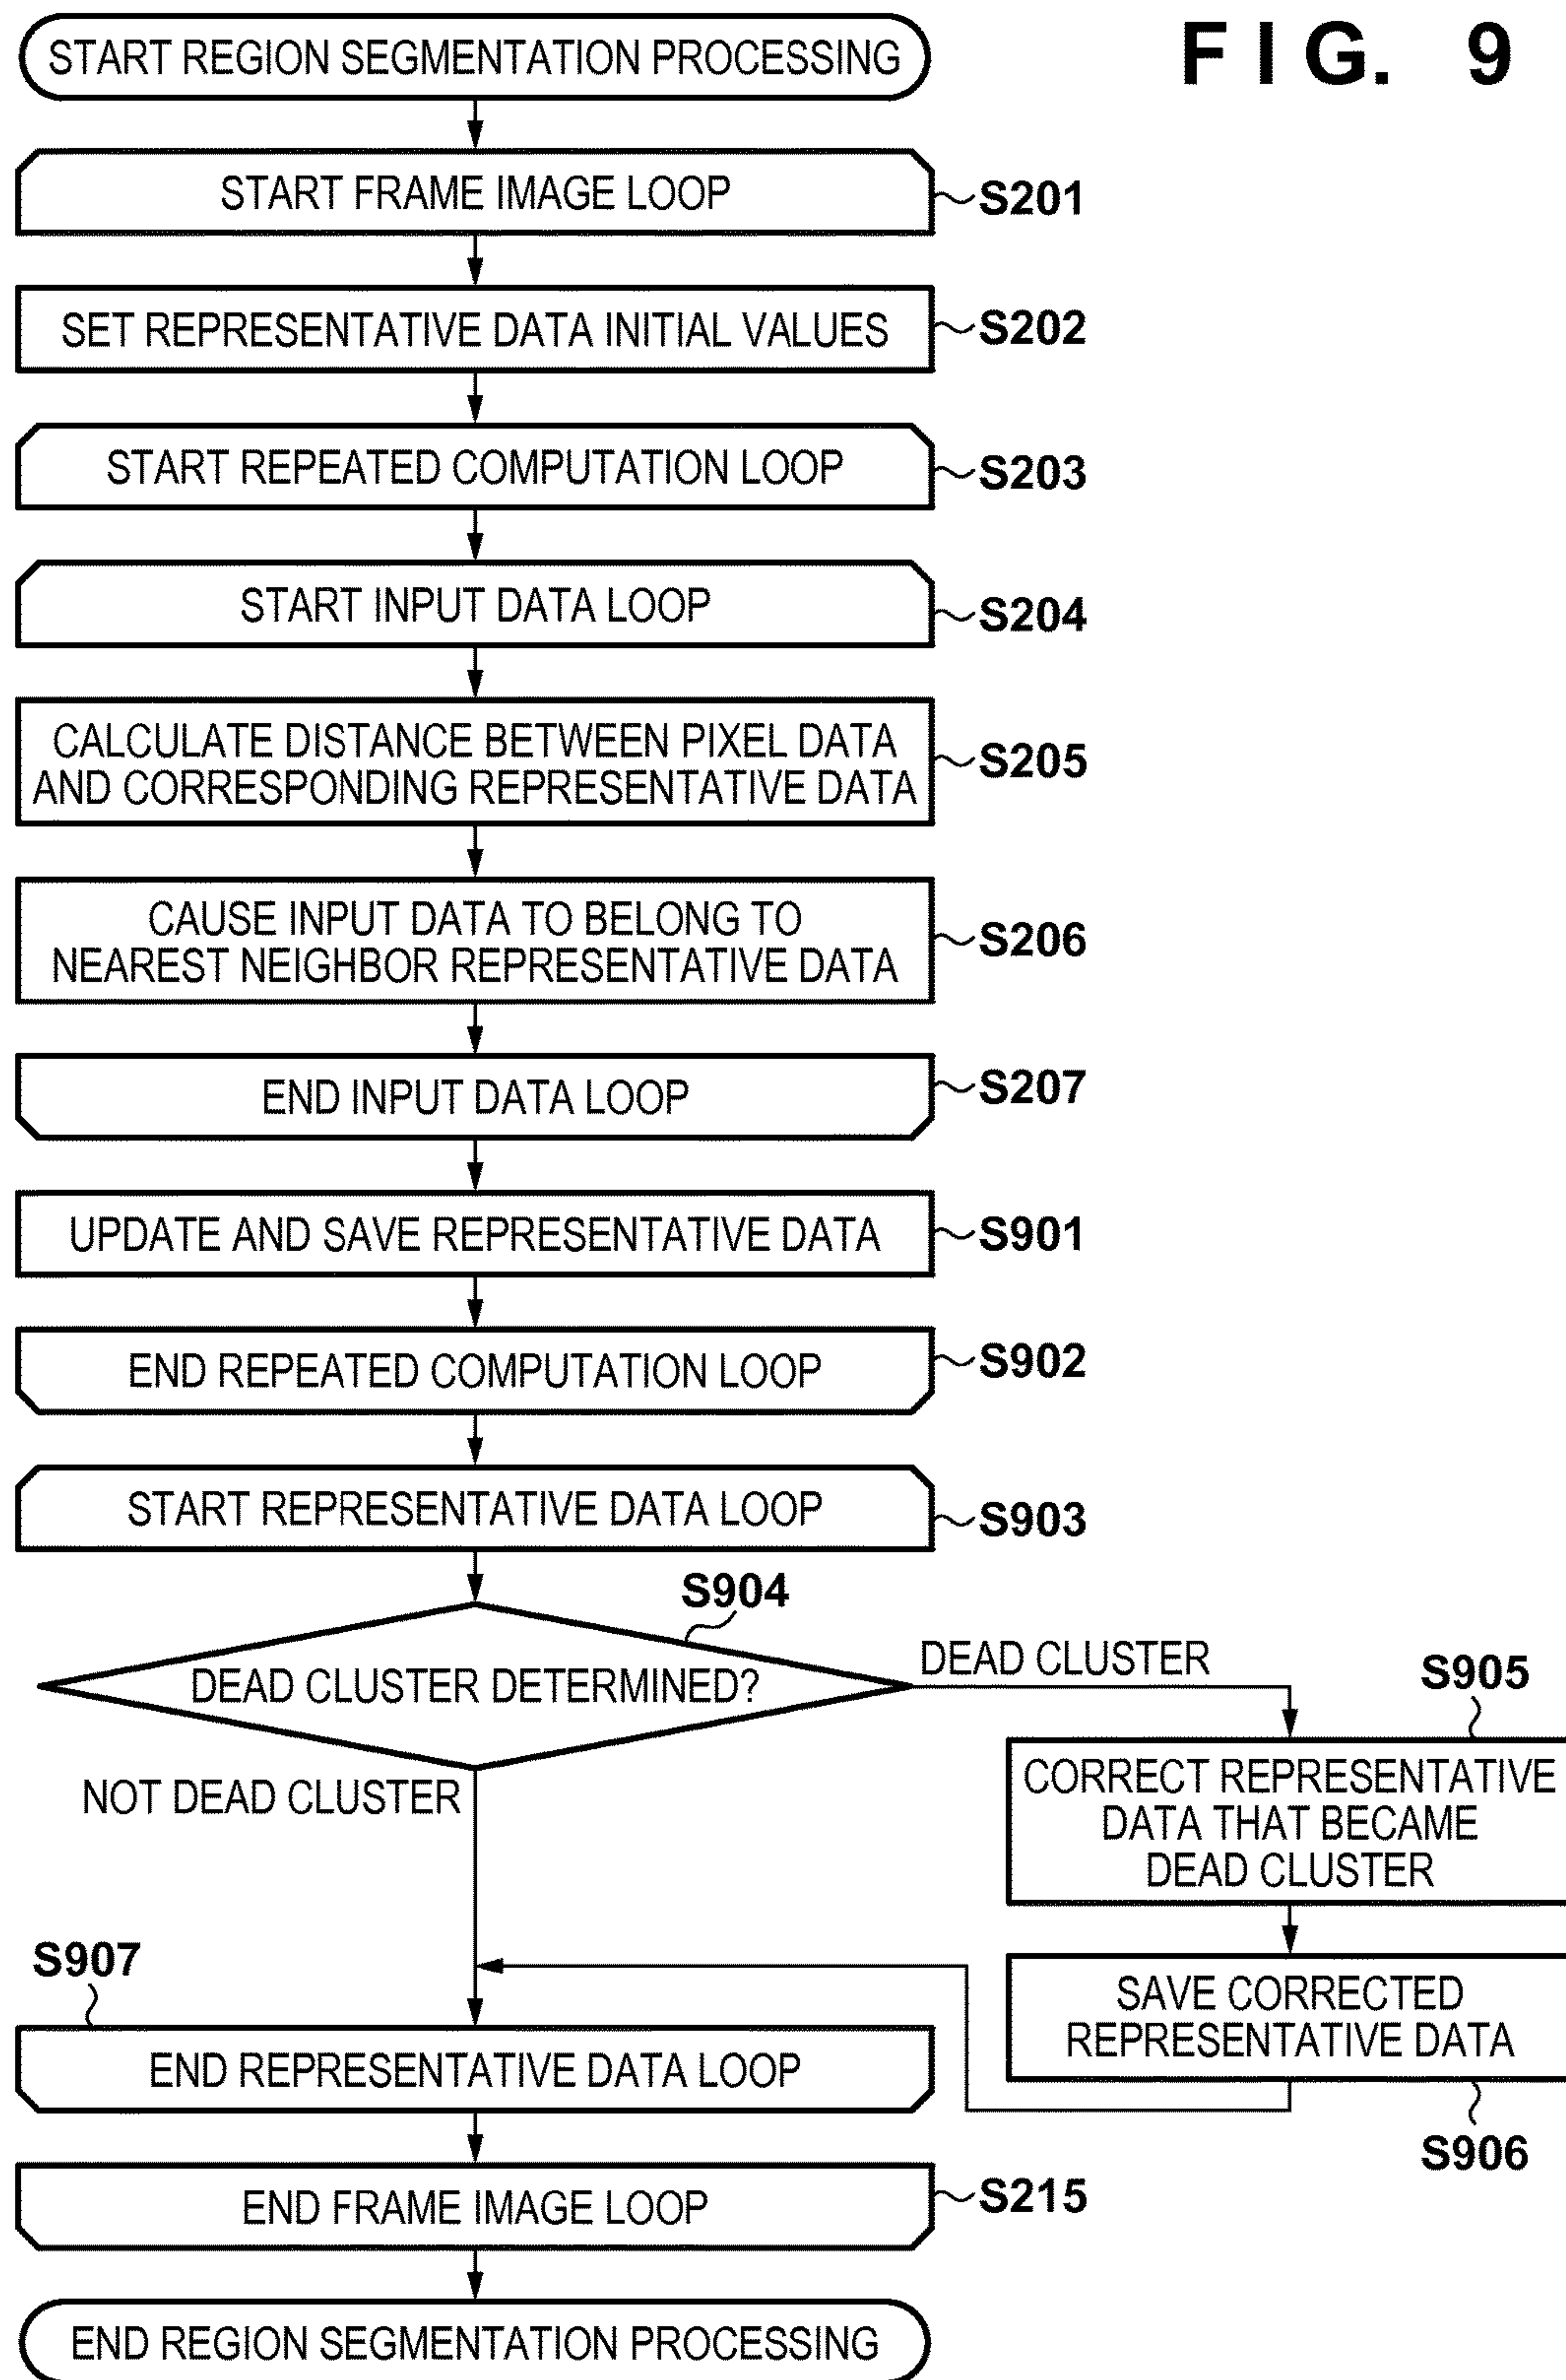 FIG. 9
START REGION SEGMENTATION PROCESSING
START FRAME IMAGE LOOP
S201
SET REPRESENTATIVE DATA INITIAL VALUES
S202
START REPEATED COMPUTATION LOOP
S203
START INPUT DATA LOOP
S204
CALCULATE DISTANCE BETWEEN PIXEL DATA
AND CORRESPONDING REPRESENTATIVE DATA
S205
CAUSE INPUT DATA TO BELONG TO
NEAREST NEIGHBOR REPRESENTATIVE DATA
S206
END INPUT DATA LOOP
S207
UPDATE AND SAVE REPRESENTATIVE DATA
S901
END REPEATED COMPUTATION LOOP
S902
START REPRESENTATIVE DATA LOOP
S903
S904
DEAD CLUSTER DETERMINED?
DEAD CLUSTER
NOT DEAD CLUSTER
S905
CORRECT REPRESENTATIVE
DATA THAT BECAME
DEAD CLUSTER
SAVE CORRECTED
REPRESENTATIVE DATA
S906
S907
END REPRESENTATIVE DATA LOOP
END FRAME IMAGE LOOP
S215
END REGION SEGMENTATION PROCESSING